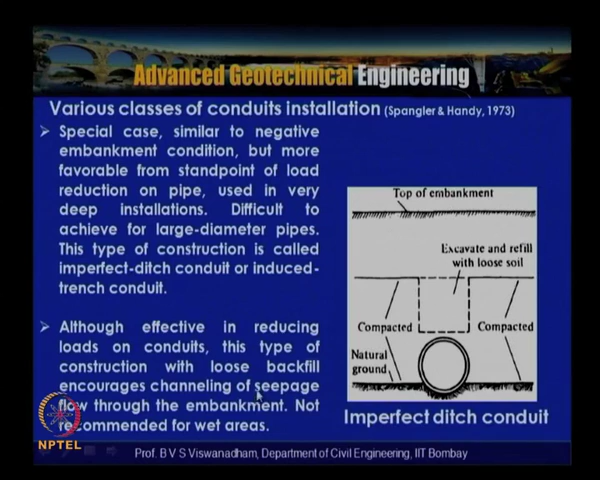 Advanced Geotechnical Engineering
Various classes of conduits installation (Spangler & Handy, 1973)
Special case, similar to negative
embankment condition, but more
favorable from standpoint of load
reduction on pipe, used in very
deep installations. Difficult to
achieve for large-diameter pipes.
This type of construction is called
imperfect-ditch conduit or induced-
trench conduit.
Although effective in reducing
loads on conduits, this type of
construction with loose backfill
encourages channeling of seepage
flow through the embankment. Not
recommended for wet areas.
Top of embankment
Excavate and refill
with loose soil
Compacted
Compacted
Natural
ground
Imperfect ditch conduit
NPTEL
Prof. B V S Viswanadham, Department of Civil Engineering, IIT Bombay